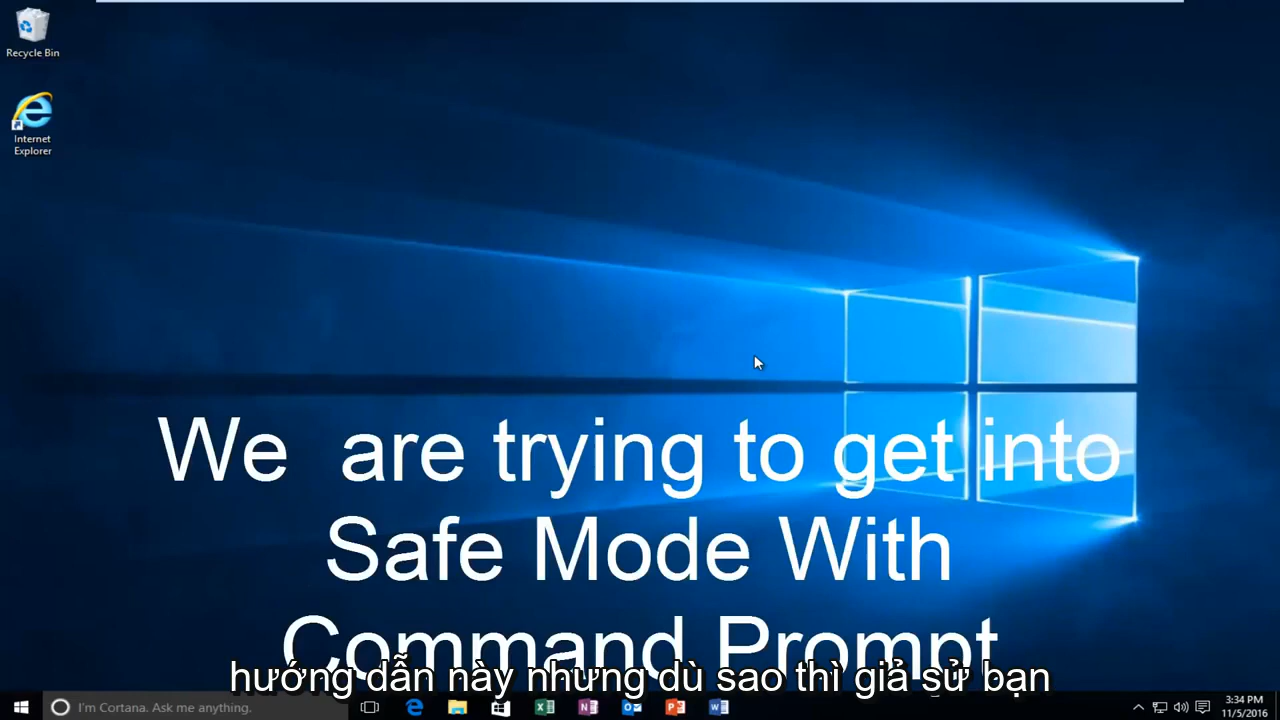 Recycle Bin
Internet
Explorer
We are trying to get into
Safe Mode With
Command Prompt
hướng dẫn này nhưng dù sao thì giả sử bạn
I'm Cortana. Ask me anything.
3:34 PM
11/5/2016